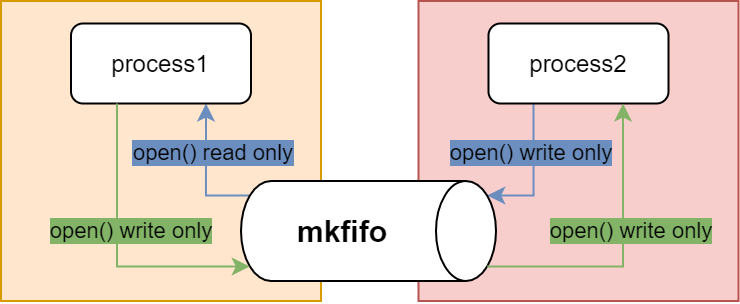 process1
process2
open() read only
open() write only
mkfifo
open() write only
open() write only